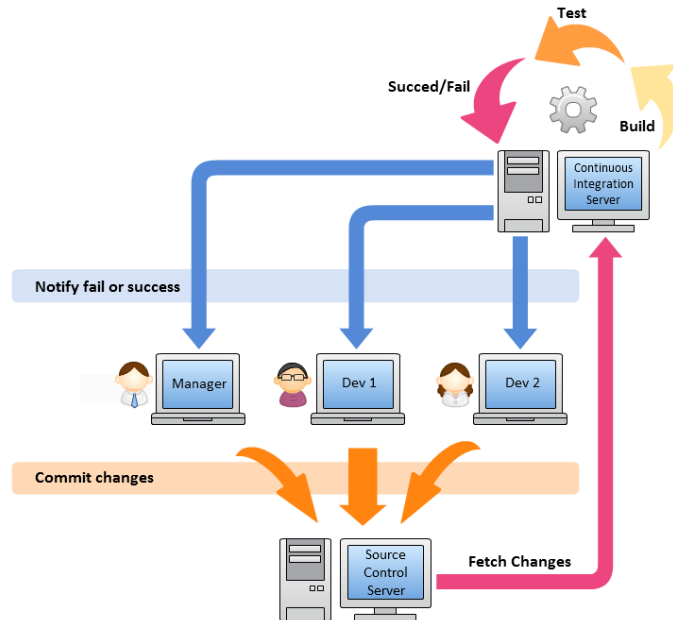 Test
Succed/Fail
Build
Continuous
Integration
Server
Notify fail or success
Manager
Dev 1
Dev 2
Commit changes
Source
Control
Server
Fetch Changes